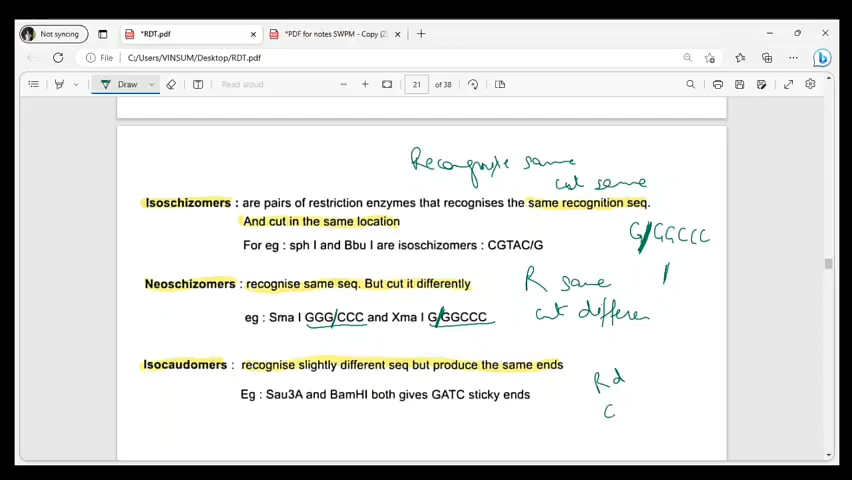 Not syncing
*RDT.pdf
*PDF for notes SWPM - Copy (2)
File
C:/Users/VINSUM/Desktop/RDT.pdf
Draw
Read aloud
21 of 38
Recongnise same
cut same
Isoschizomers : are pairs of restriction enzymes that recognises the same recognition seq.
And cut in the same location
G/GGCCC
For eg : sph I and Bbu I are isoschizomers : CGTAC/G
Neoschizomers : recognise same seq. But cut it differently
R same
eg : Sma I GGG/CCC and Xma I G/GGCCC
cut differen
Isocaudomers : recognise slightly different seq but produce the same ends
R d
Eg : Sau3A and BamHI both gives GATC sticky ends
C